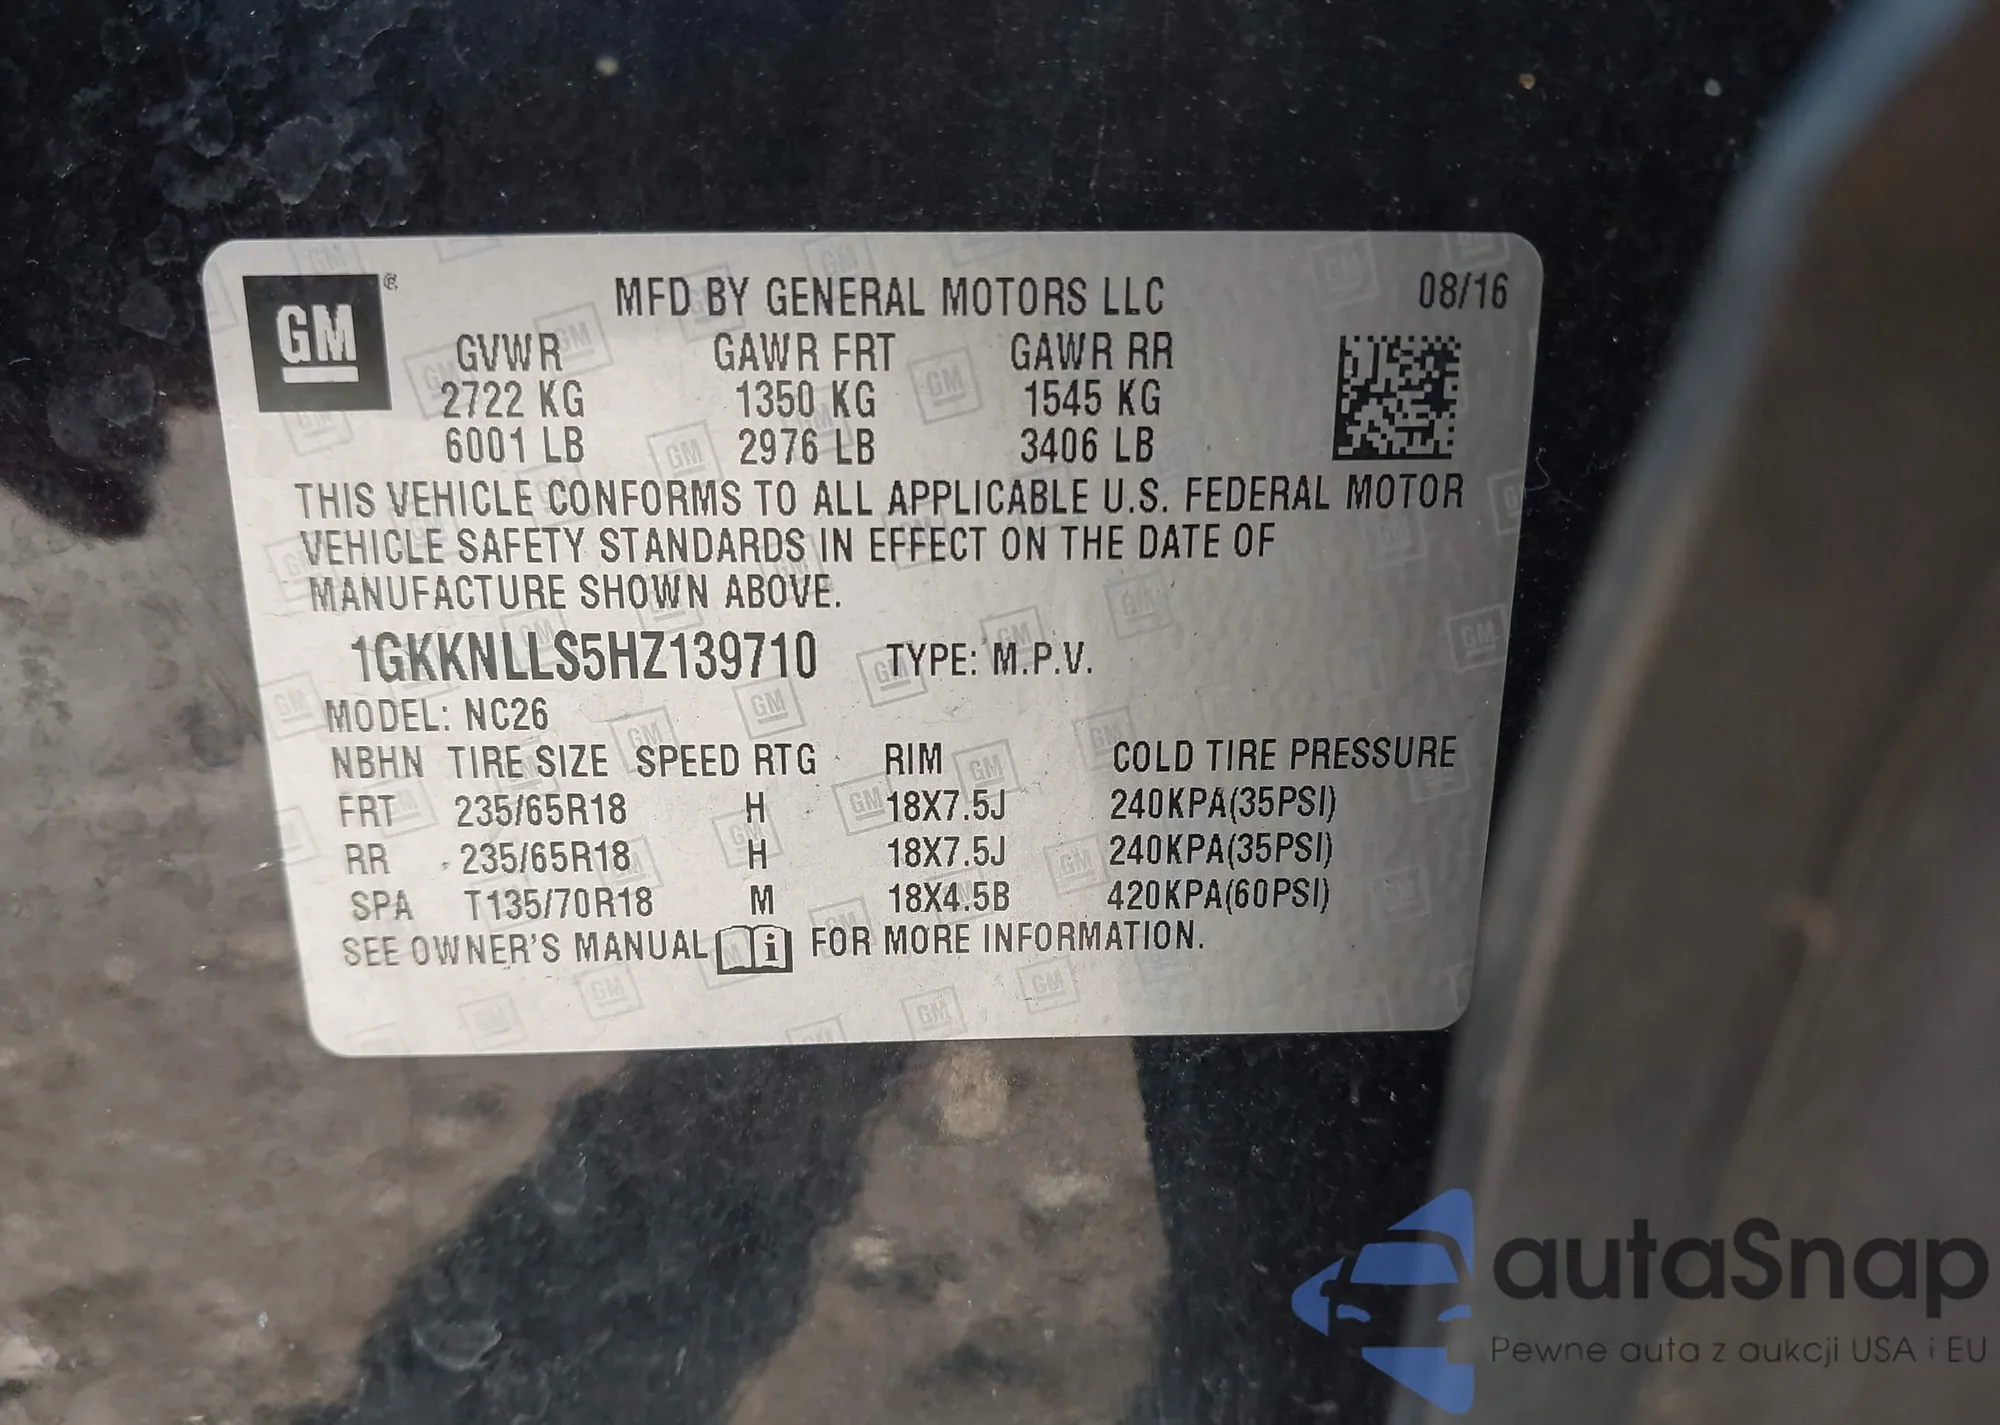 GM
MFD BY GENERAL MOTORS LLC 08/16
GVWR GAWR FRT GAWR RR
2722 KG 1350 KG 1545 KG
6001 LB 2976 LB 3406 LB
THIS VEHICLE CONFORMS TO ALL APPLICABLE U.S. FEDERAL MOTOR
VEHICLE SAFETY STANDARDS IN EFFECT ON THE DATE OF
MANUFACTURE SHOWN ABOVE.
1GKKNLLS5HZ139710 TYPE: M.P.V.
MODEL: NC26
NBHN TIRE SIZE SPEED RTG RIM COLD TIRE PRESSURE
FRT 235/65R18 H 18X7.5J 240KPA(35PSI)
RR 235/65R18 H 18X7.5J 240KPA(35PSI)
SPA T135/70R18 M 18X4.5B 420KPA(60PSI)
SEE OWNER'S MANUAL FOR MORE INFORMATION.
autaSnap
Pewne auta z aukcji USA i EU